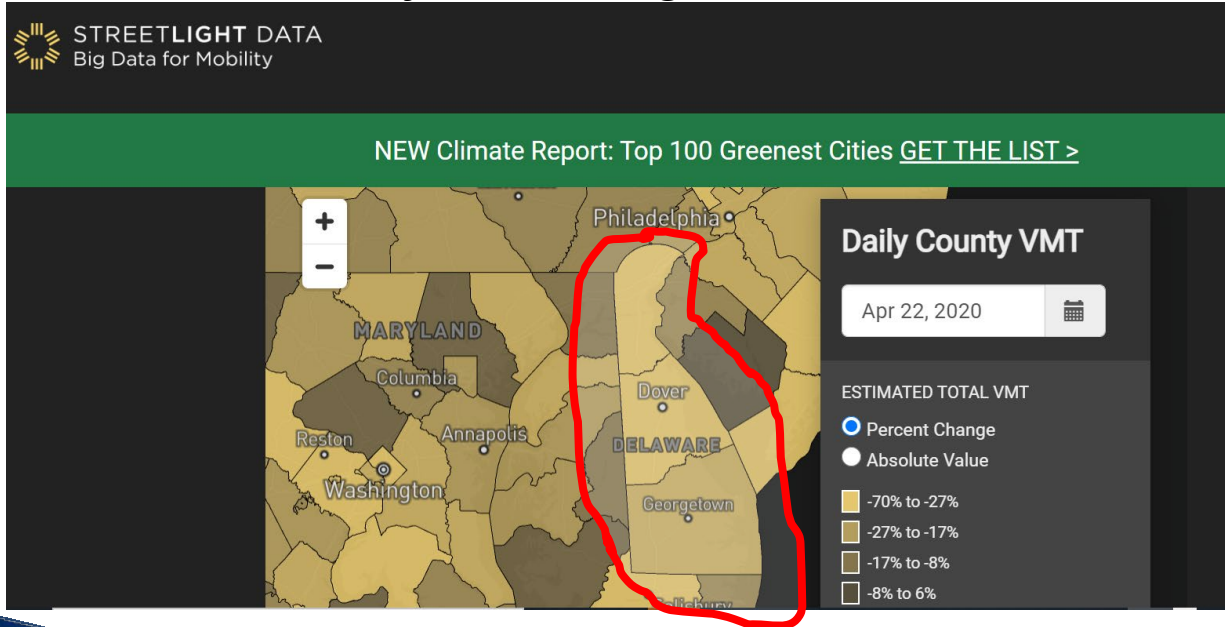 STREETLIGHT DATA
Big Data for Mobility
NEW Climate Report: Top 100 Greenest Cities GET THE LIST >
+
Philadelphia
Daily County VMT
−
Apr 22, 2020
MARYLAND
Columbia
Dover
ESTIMATED TOTAL VMT
Percent Change
Reston
Annapolis
DELAWARE
Absolute Value
Washington
Georgetown
-70% to -27%
-27% to -17%
-17% to -8%
-8% to 6%
Salisbury